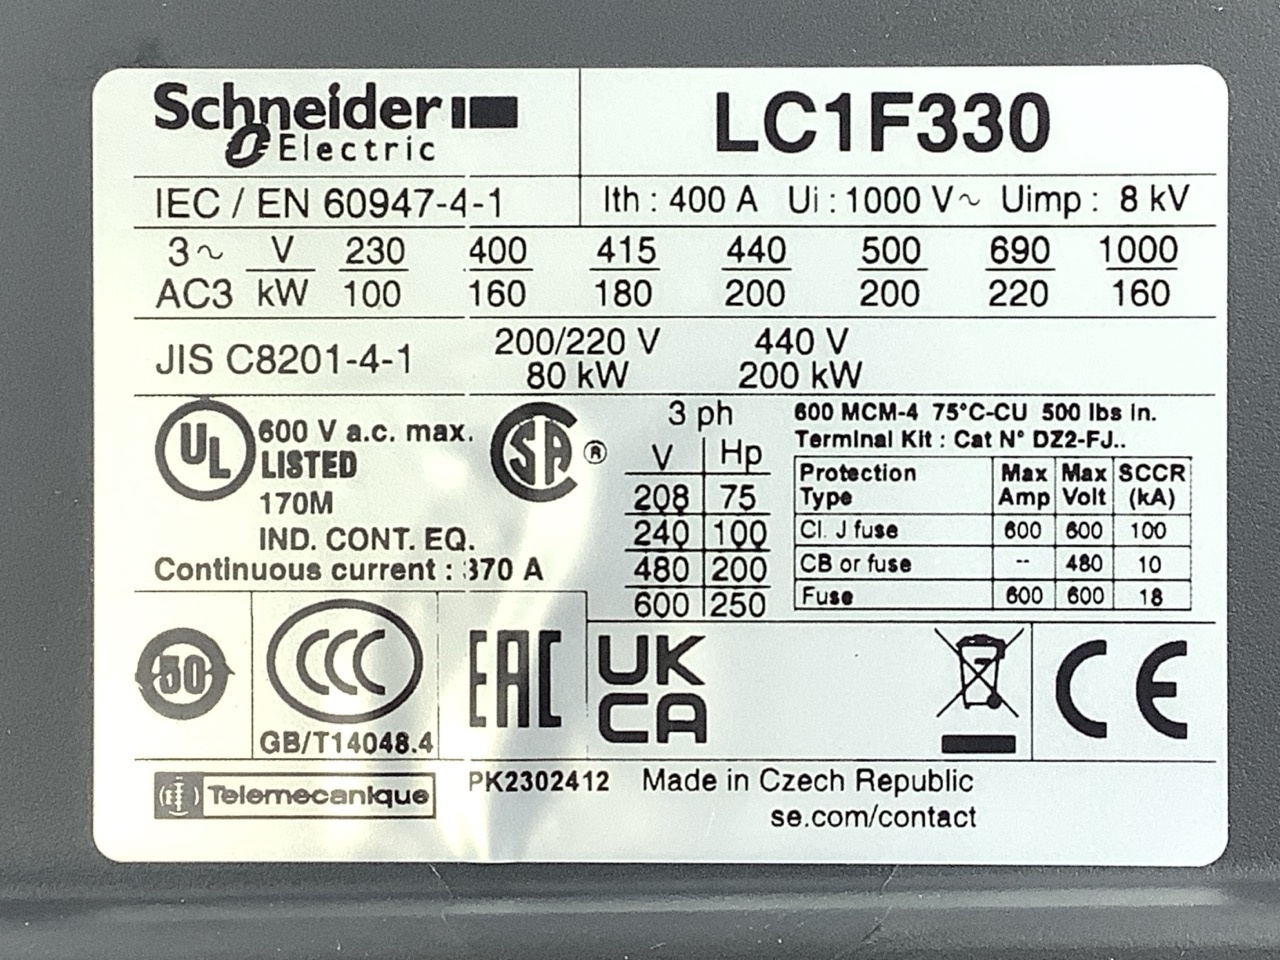 Schneider
Electric
LC1F330
IEC / EN 60947-4-1
Ith : 400 A Ui : 1000 V~ Uimp : 8 kV
3~ V 230 400 415 440 500 690 1000
AC3 kW 100 160 180 200 200 220 160
JIS C8201-4-1
200/220 V 440 V
80 kW 200 kW
UL
600 V a.c. max.
LISTED
170M
IND. CONT. EQ.
Continuous current : 370 A
SA ®
3 ph
V Hp
208 75
240 100
480 200
600 250
600 MCM-4 75°C-CU 500 lbs in.
Terminal Kit : Cat N° DZ2-FJ..
Protection Type Max Amp Max Volt SCCR (kA)
Cl. J fuse 600 600 100
CB or fuse -- 480 10
Fuse 600 600 18
50
CCC
GB/T14048.4
EAC
UK
CA
CE
Telemecanique
PK2302412 Made in Czech Republic
se.com/contact